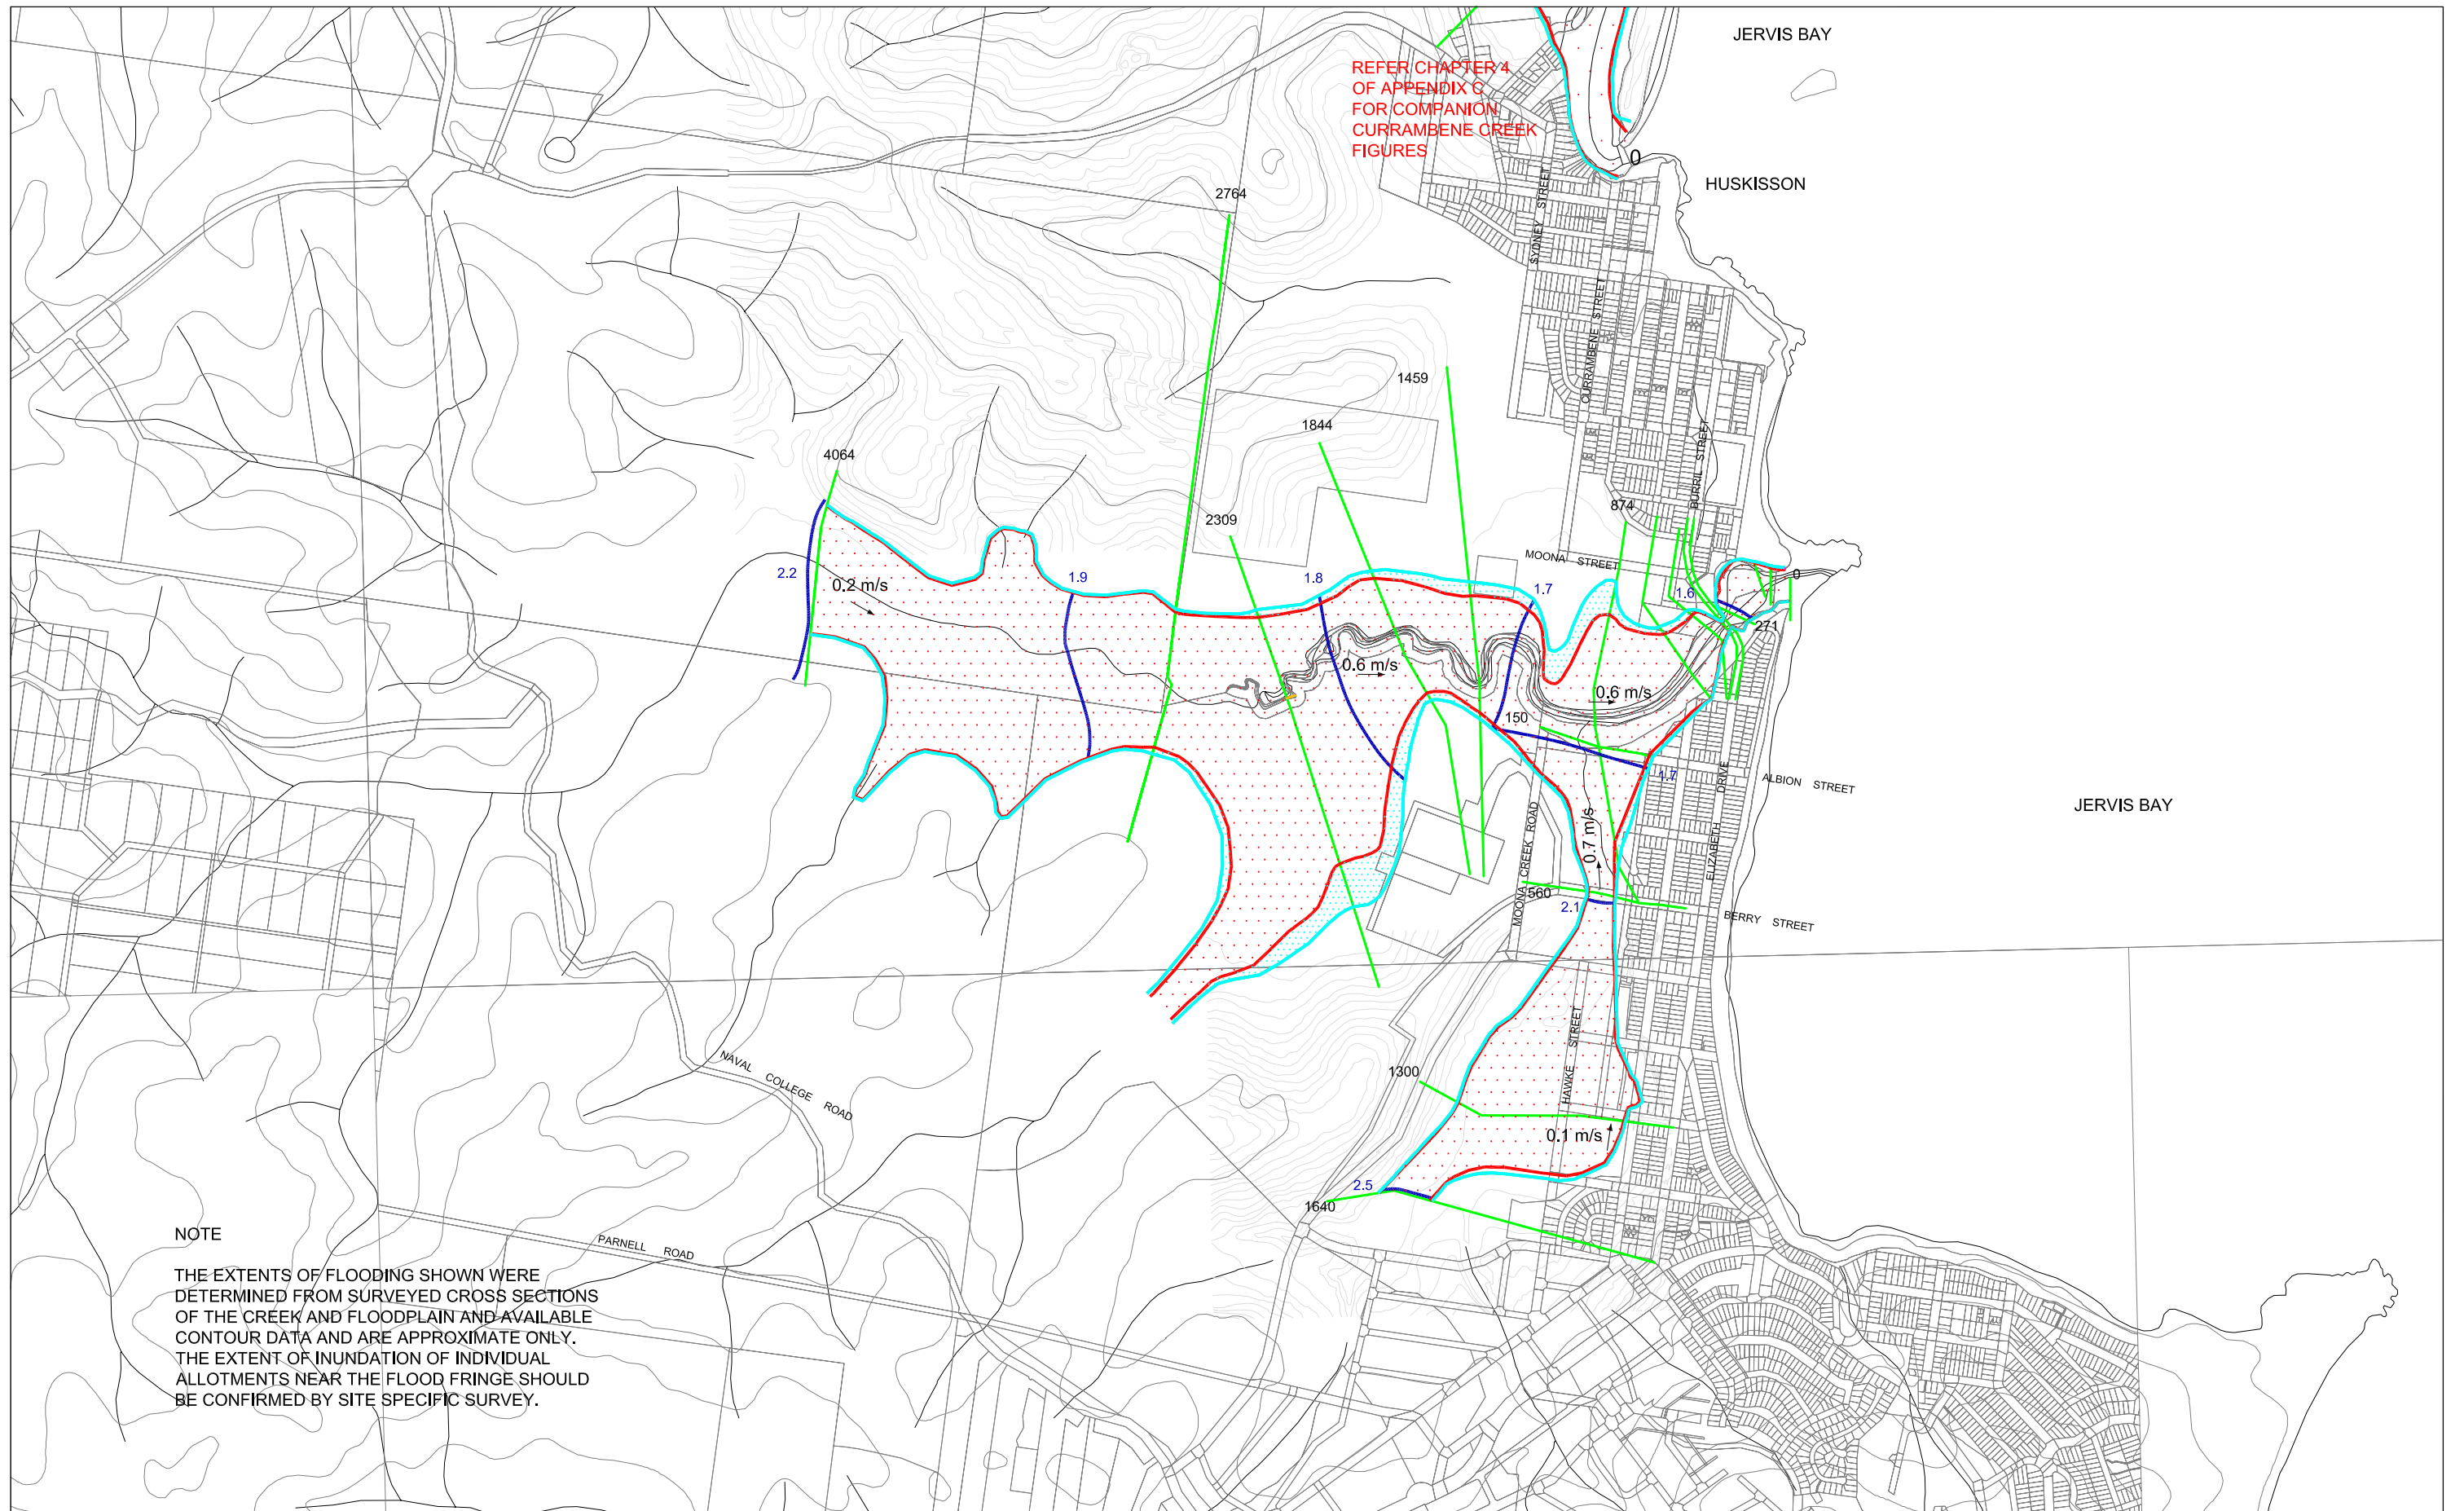 JERVIS BAY
REFER CHAPTER 4
OF APPENDIX C
FOR COMPANION
CURRAMBENE CREEK
FIGURES
0
HUSKISSON
SYDNEY STREET
2764
CURRAMBENE STREET
1459
1844
BURRIL STREET
4064
874
2309
MOONA STREET
2.2
0.2 m/s
1.9
1.8
1.7
1.6
0
271
0.6 m/s
0.6 m/s
150
1.7
ALBION STREET
ELIZABETH DRIVE
JERVIS BAY
MOONA CREEK ROAD
0.7 m/s
560
2.1
BERRY STREET
HAWKE STREET
NAVAL COLLEGE ROAD
1300
0.1 m/s
2.5
1640
PARNELL ROAD
NOTE
THE EXTENTS OF FLOODING SHOWN WERE
DETERMINED FROM SURVEYED CROSS SECTIONS
OF THE CREEK AND FLOODPLAIN AND AVAILABLE
CONTOUR DATA AND ARE APPROXIMATE ONLY.
THE EXTENT OF INUNDATION OF INDIVIDUAL
ALLOTMENTS NEAR THE FLOOD FRINGE SHOULD
BE CONFIRMED BY SITE SPECIFIC SURVEY.